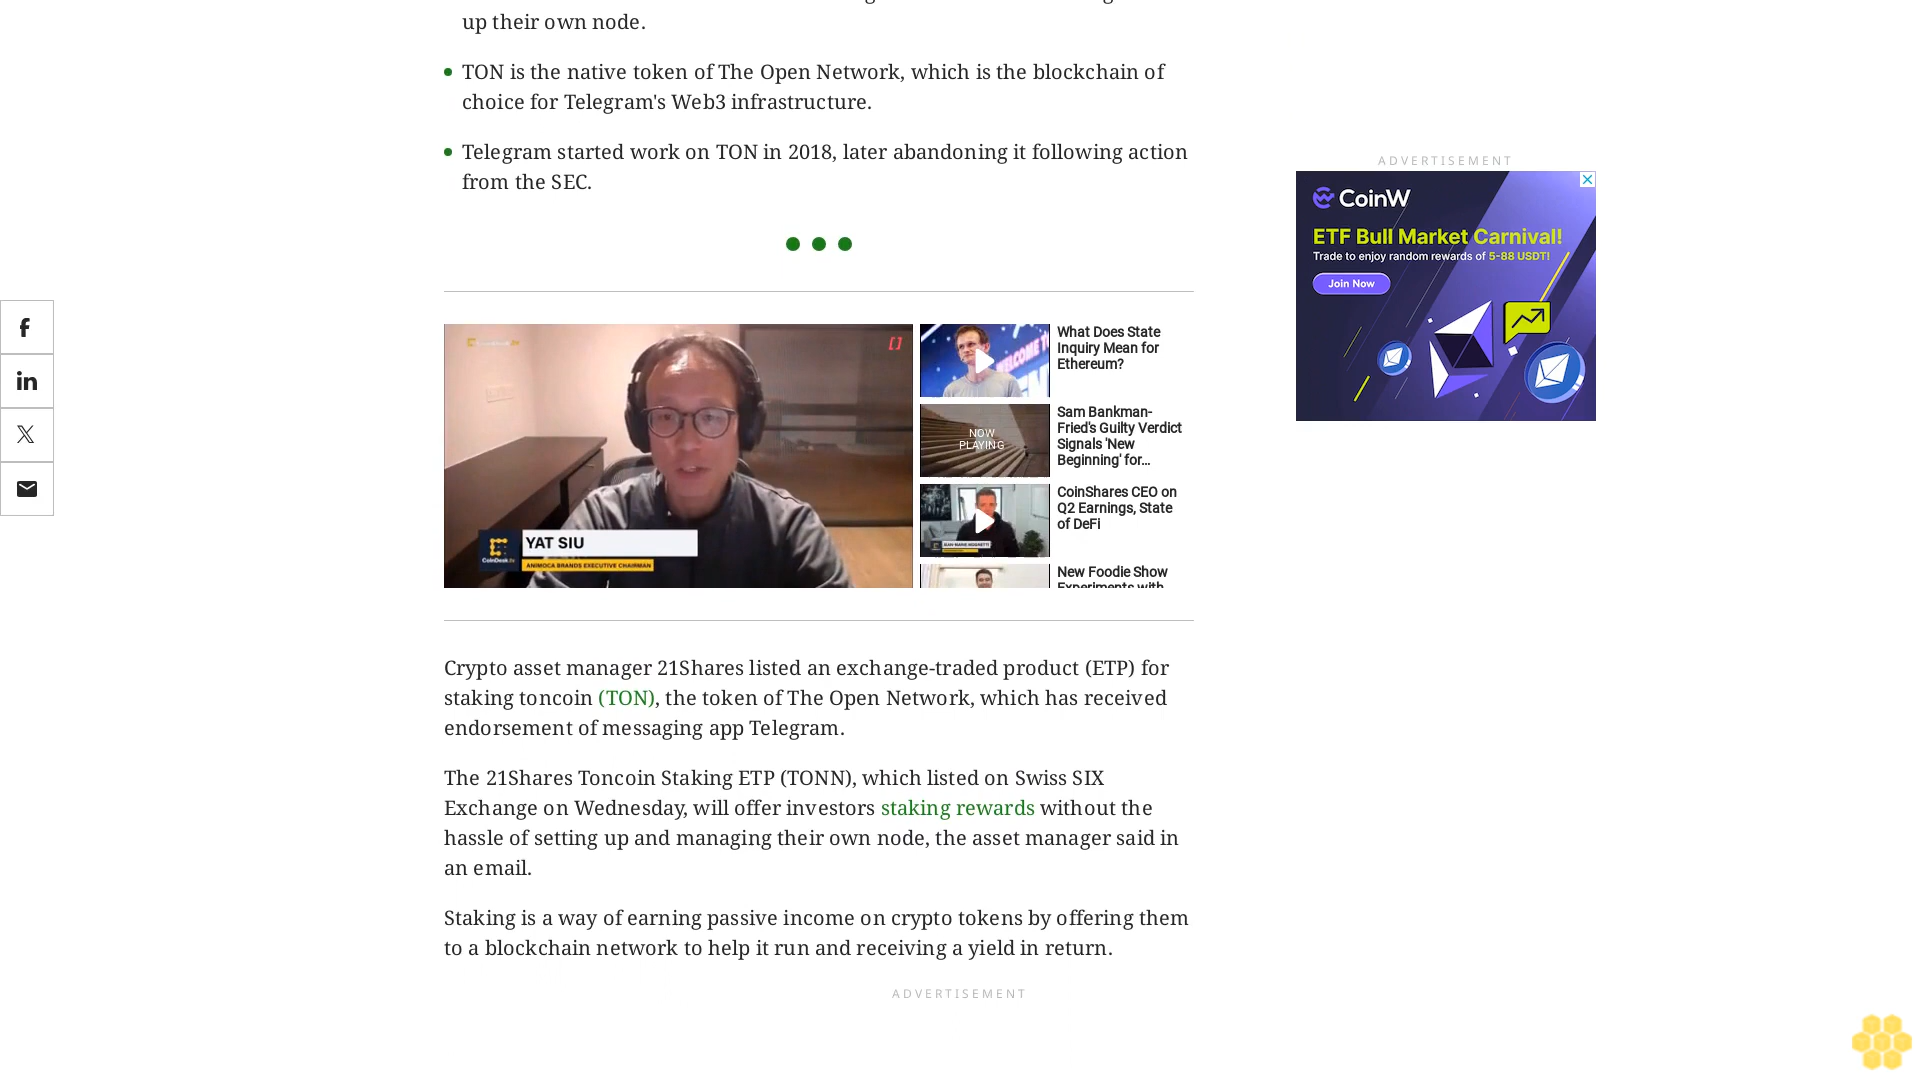 up their own node.
TON is the native token of The Open Network, which is the blockchain of
choice for Telegram's Web3 infrastructure.
Telegram started work on TON in 2018, later abandoning it following action
from the SEC.
ADVERTISEMENT
CoinW
ETF Bull Market Carnival!
Trade to enjoy random rewards of 5-88 USDT!
Join Now
YAT SIU
CoinDesk.tv
ANIMOCA BRANDS EXECUTIVE CHAIRMAN
What Does State
Inquiry Mean for
Ethereum?
NOW
PLAYING
Sam Bankman-
Fried's Guilty Verdict
Signals 'New
Beginning' for...
CoinShares CEO on
Q2 Earnings, State
of DeFi
New Foodie Show
Experiments with
Crypto asset manager 21Shares listed an exchange-traded product (ETP) for
staking toncoin (TON), the token of The Open Network, which has received
endorsement of messaging app Telegram.
The 21Shares Toncoin Staking ETP (TONN), which listed on Swiss SIX
Exchange on Wednesday, will offer investors staking rewards without the
hassle of setting up and managing their own node, the asset manager said in
an email.
Staking is a way of earning passive income on crypto tokens by offering them
to a blockchain network to help it run and receiving a yield in return.
ADVERTISEMENT